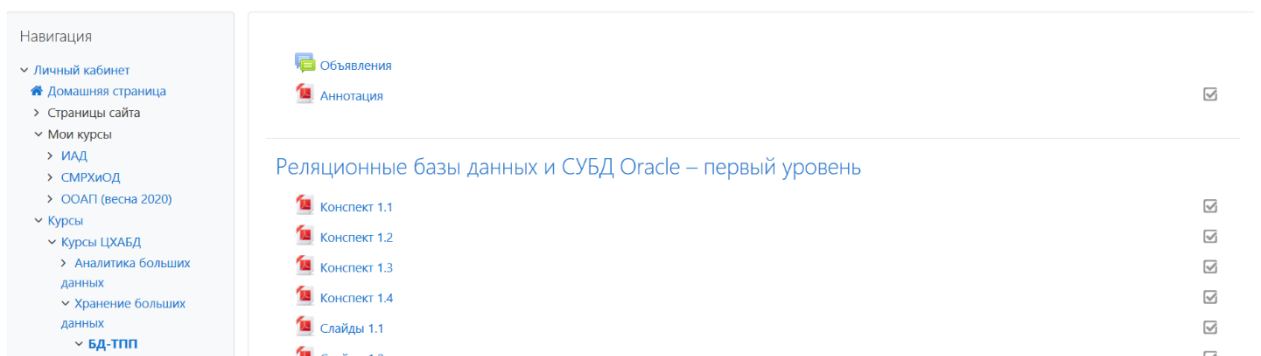 Навигация
Личный кабинет
Домашняя страница
Страницы сайта
Мои курсы
ИАД
СМРХиОД
ООАП (весна 2020)
Курсы
Курсы ЦХАБД
Аналитика больших
данных
Хранение больших
данных
БД-ТПП
Объявления
Аннотация
Реляционные базы данных и СУБД Oracle – первый уровень
Конспект 1.1
Конспект 1.2
Конспект 1.3
Конспект 1.4
Слайды 1.1